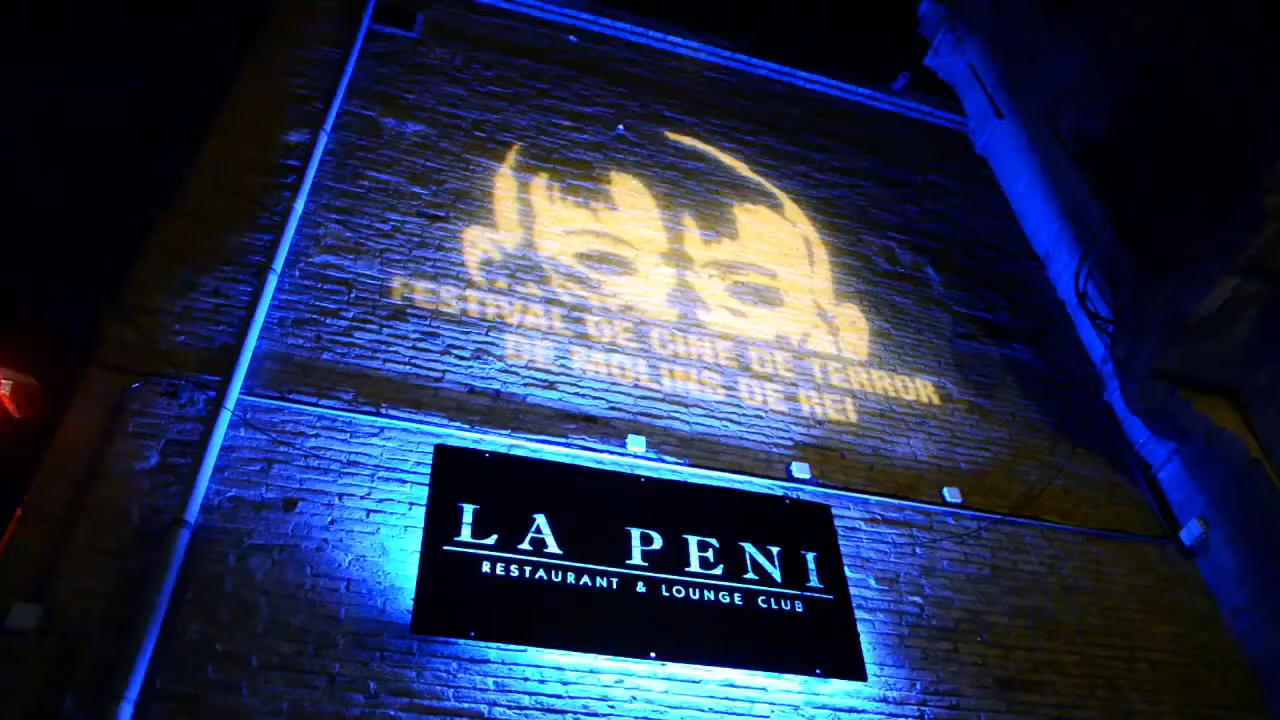 FESTIVAL DE CINE DE TERROR
DE MOLINS DE REI
LA PENI
RESTAURANT & LOUNGE CLUB